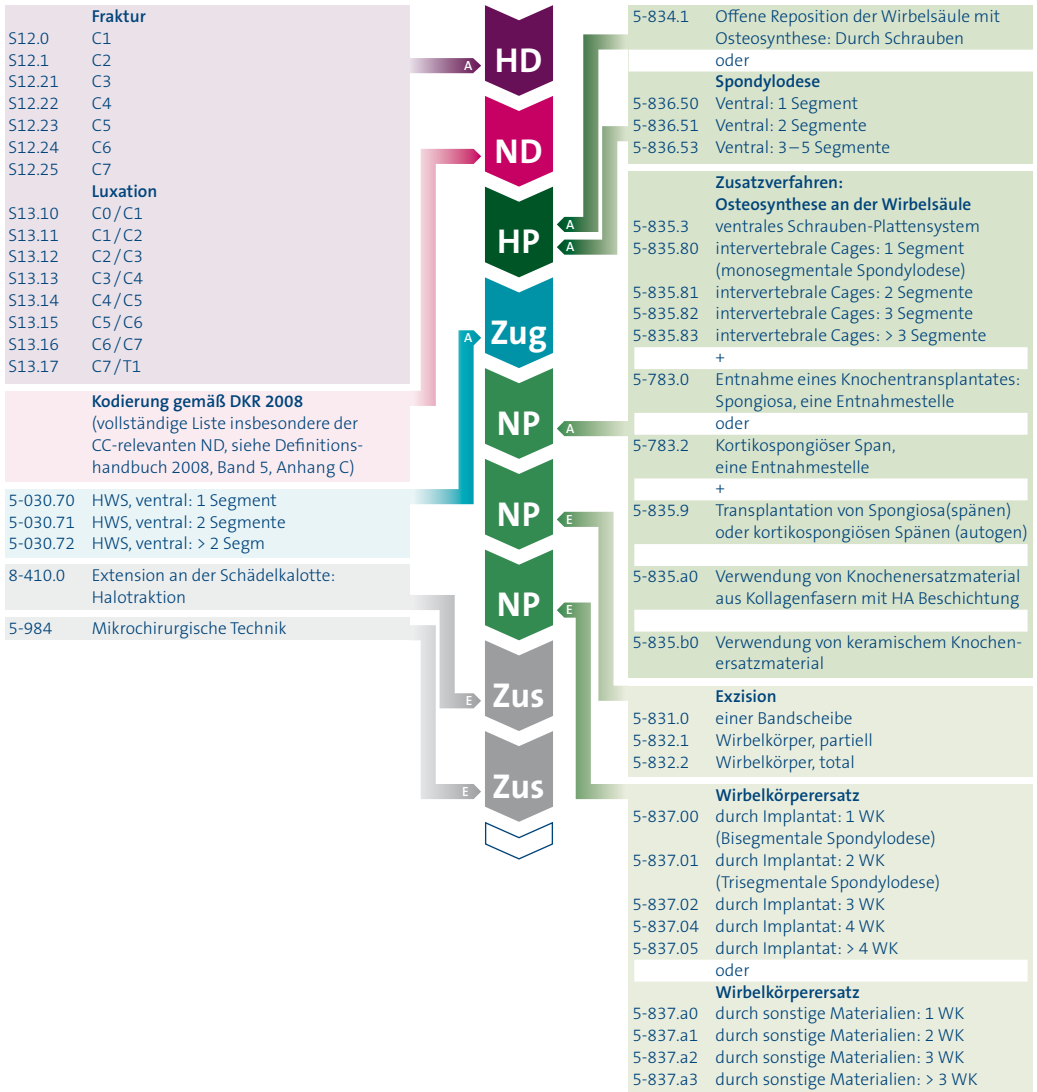 Fraktur
S12.0 C1
S12.1 C2
S12.21 C3
S12.22 C4
S12.23 C5
S12.24 C6
S12.25 C7
Luxation
S13.10 C0/C1
S13.11 C1/C2
S13.12 C2/C3
S13.13 C3/C4
S13.14 C4/C5
S13.15 C5/C6
S13.16 C6/C7
S13.17 C7/T1
Kodierung gemäß DKR 2008
(vollständige Liste insbesondere der
CC-relevanten ND, siehe Definitions-
handbuch 2008, Band 5, Anhang C)
5-030.70 HWS, ventral: 1 Segment
5-030.71 HWS, ventral: 2 Segmente
5-030.72 HWS, ventral: > 2 Segm
8-410.0 Extension an der Schädelkalotte:
Halotraktion
5-984 Mikrochirurgische Technik
A HD
ND
HP A
A
A Zug
NP A
NP E
NP E
E Zus
E Zus
5-834.1 Offene Reposition der Wirbelsäule mit
Osteosynthese: Durch Schrauben
oder
Spondylodese
5-836.50 Ventral: 1 Segment
5-836.51 Ventral: 2 Segmente
5-836.53 Ventral: 3–5 Segmente
Zusatzverfahren:
Osteosynthese an der Wirbelsäule
5-835.3 ventrales Schrauben-Plattensystem
5-835.80 intervertebrale Cages: 1 Segment
(monosegmentale Spondylodese)
5-835.81 intervertebrale Cages: 2 Segmente
5-835.82 intervertebrale Cages: 3 Segmente
5-835.83 intervertebrale Cages: > 3 Segmente
+
5-783.0 Entnahme eines Knochentransplantates:
Spongiosa, eine Entnahmestelle
oder
5-783.2 Kortikospongiöser Span,
eine Entnahmestelle
+
5-835.9 Transplantation von Spongiosa(spänen)
oder kortikospongiösen Spänen (autogen)
5-835.a0 Verwendung von Knochenersatzmaterial
aus Kollagenfasern mit HA Beschichtung
5-835.b0 Verwendung von keramischem Knochen-
ersatzmaterial
Exzision
5-831.0 einer Bandscheibe
5-832.1 Wirbelkörper, partiell
5-832.2 Wirbelkörper, total
Wirbelkörperersatz
5-837.00 durch Implantat: 1 WK
(Bisegmentale Spondylodese)
5-837.01 durch Implantat: 2 WK
(Trisegmentale Spondylodese)
5-837.02 durch Implantat: 3 WK
5-837.04 durch Implantat: 4 WK
5-837.05 durch Implantat: > 4 WK
oder
Wirbelkörperersatz
5-837.a0 durch sonstige Materialien: 1 WK
5-837.a1 durch sonstige Materialien: 2 WK
5-837.a2 durch sonstige Materialien: 3 WK
5-837.a3 durch sonstige Materialien: > 3 WK